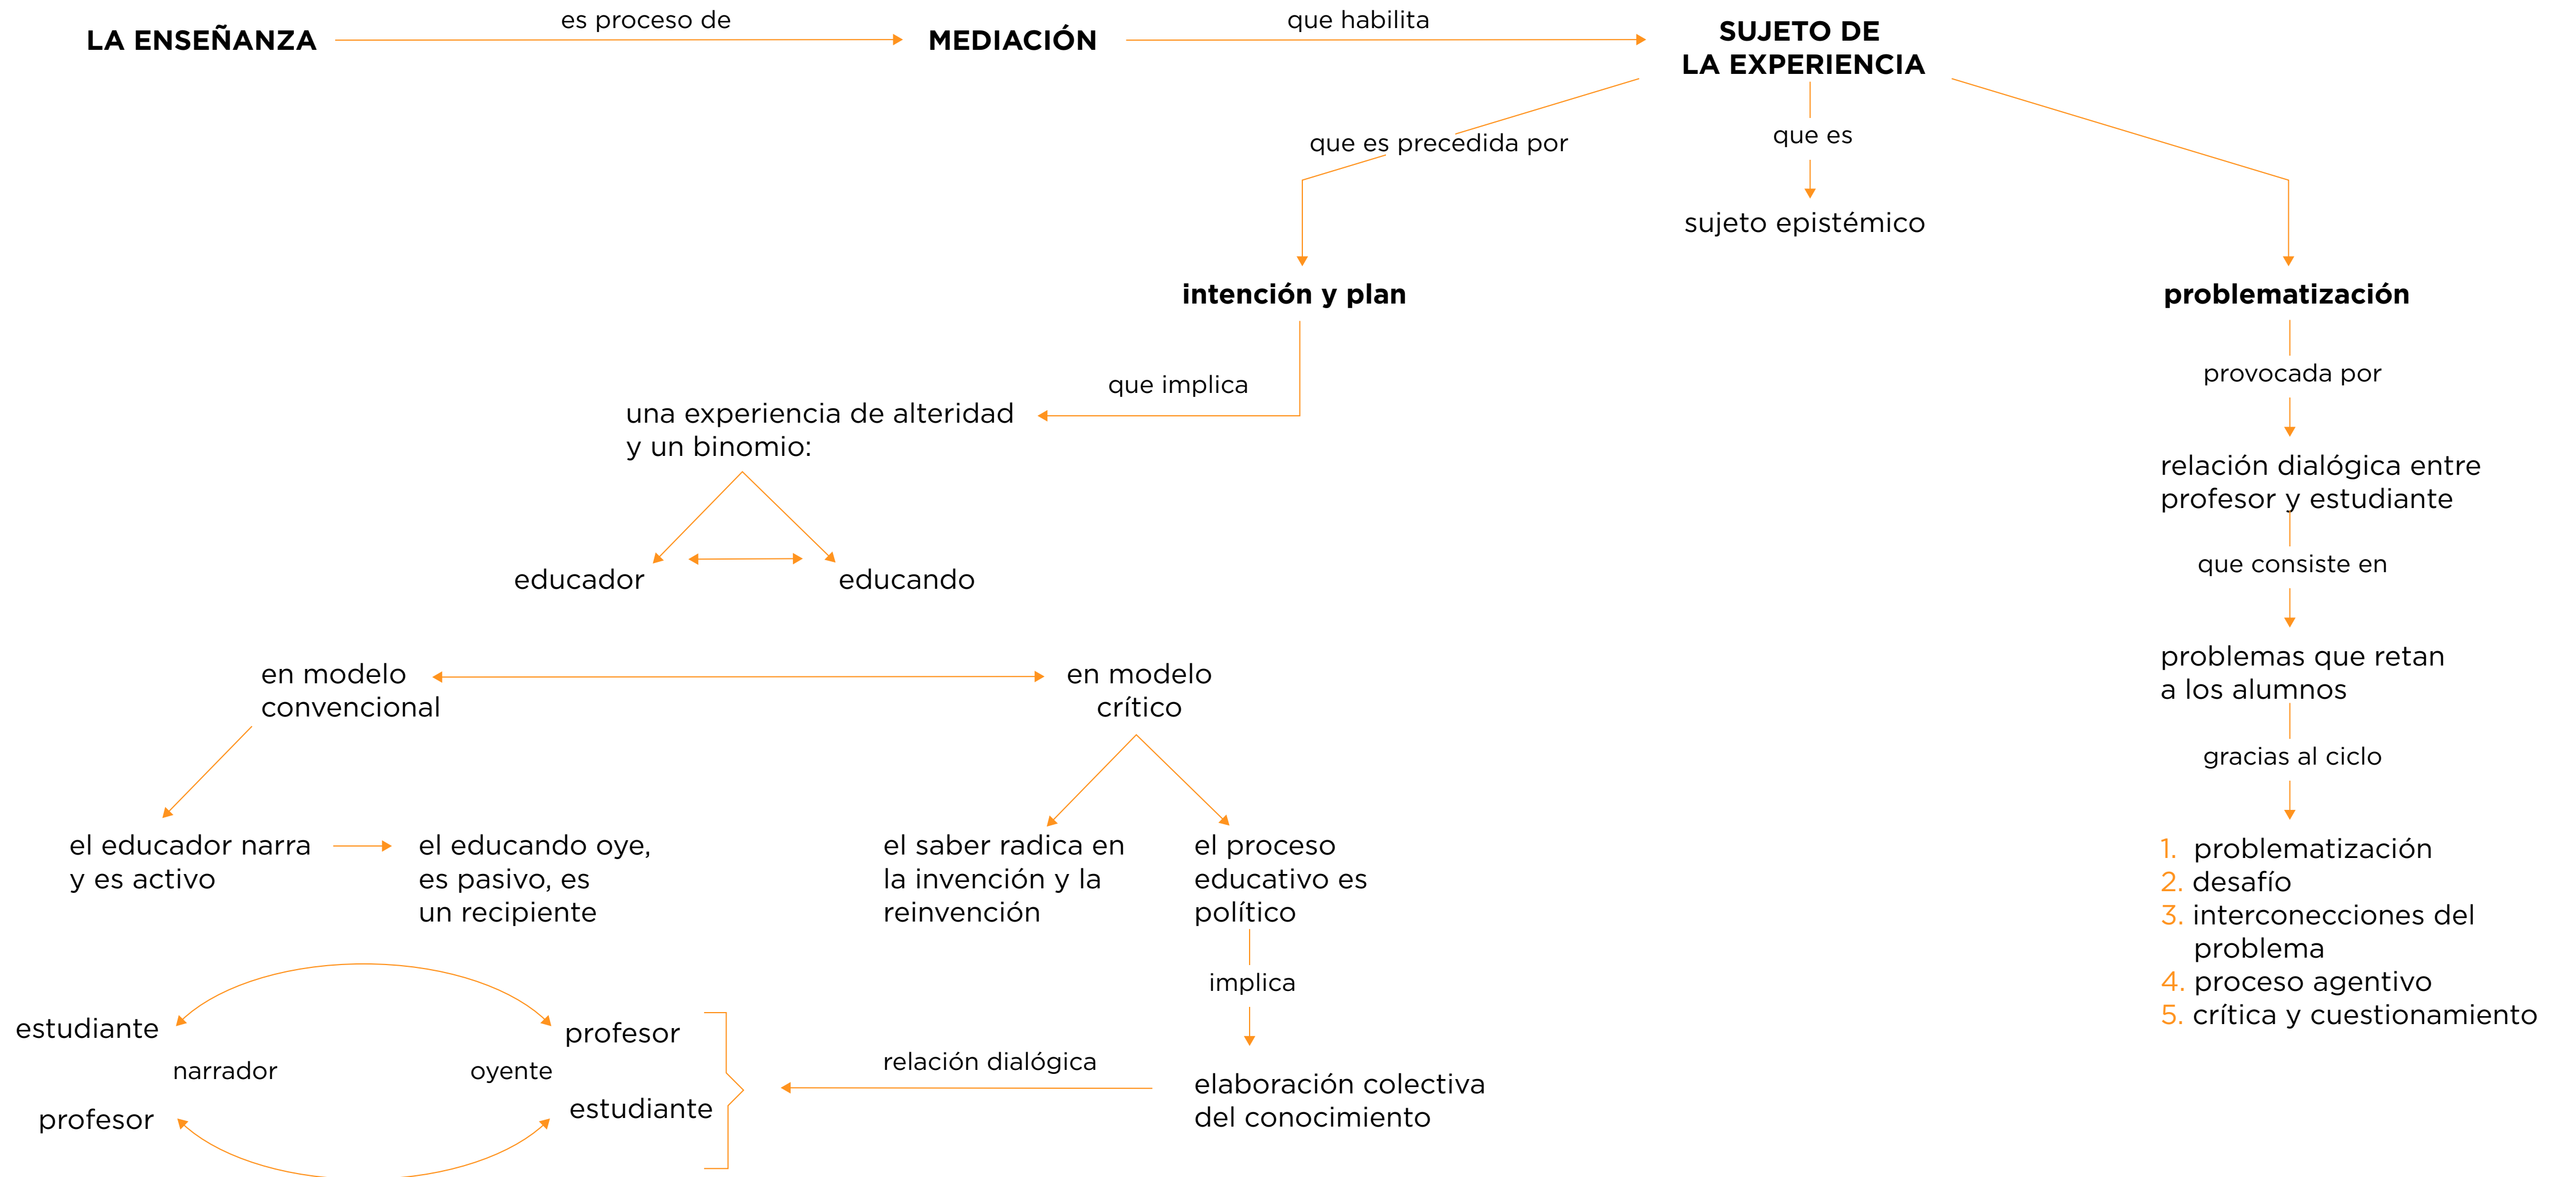 LA ENSEÑANZA
es proceso de
MEDIACIÓN
que habilita
SUJETO DE
LA EXPERIENCIA
que es precedida por
que es
sujeto epistémico
intención y plan
problematización
que implica
una experiencia de alteridad
y un binomio:
educador
educando
provocada por
relación dialógica entre
profesor y estudiante
que consiste en
problemas que retan
a los alumnos
gracias al ciclo
1. problematización
2. desafío
3. interconecciones del
problema
4. proceso agentivo
5. crítica y cuestionamiento
en modelo
convencional
en modelo
crítico
el educador narra
y es activo
el educando oye,
es pasivo, es
un recipiente
el saber radica en
la invención y la
reinvención
el proceso
educativo es
político
implica
elaboración colectiva
del conocimiento
relación dialógica
estudiante
profesor
narrador
oyente
profesor
estudiante